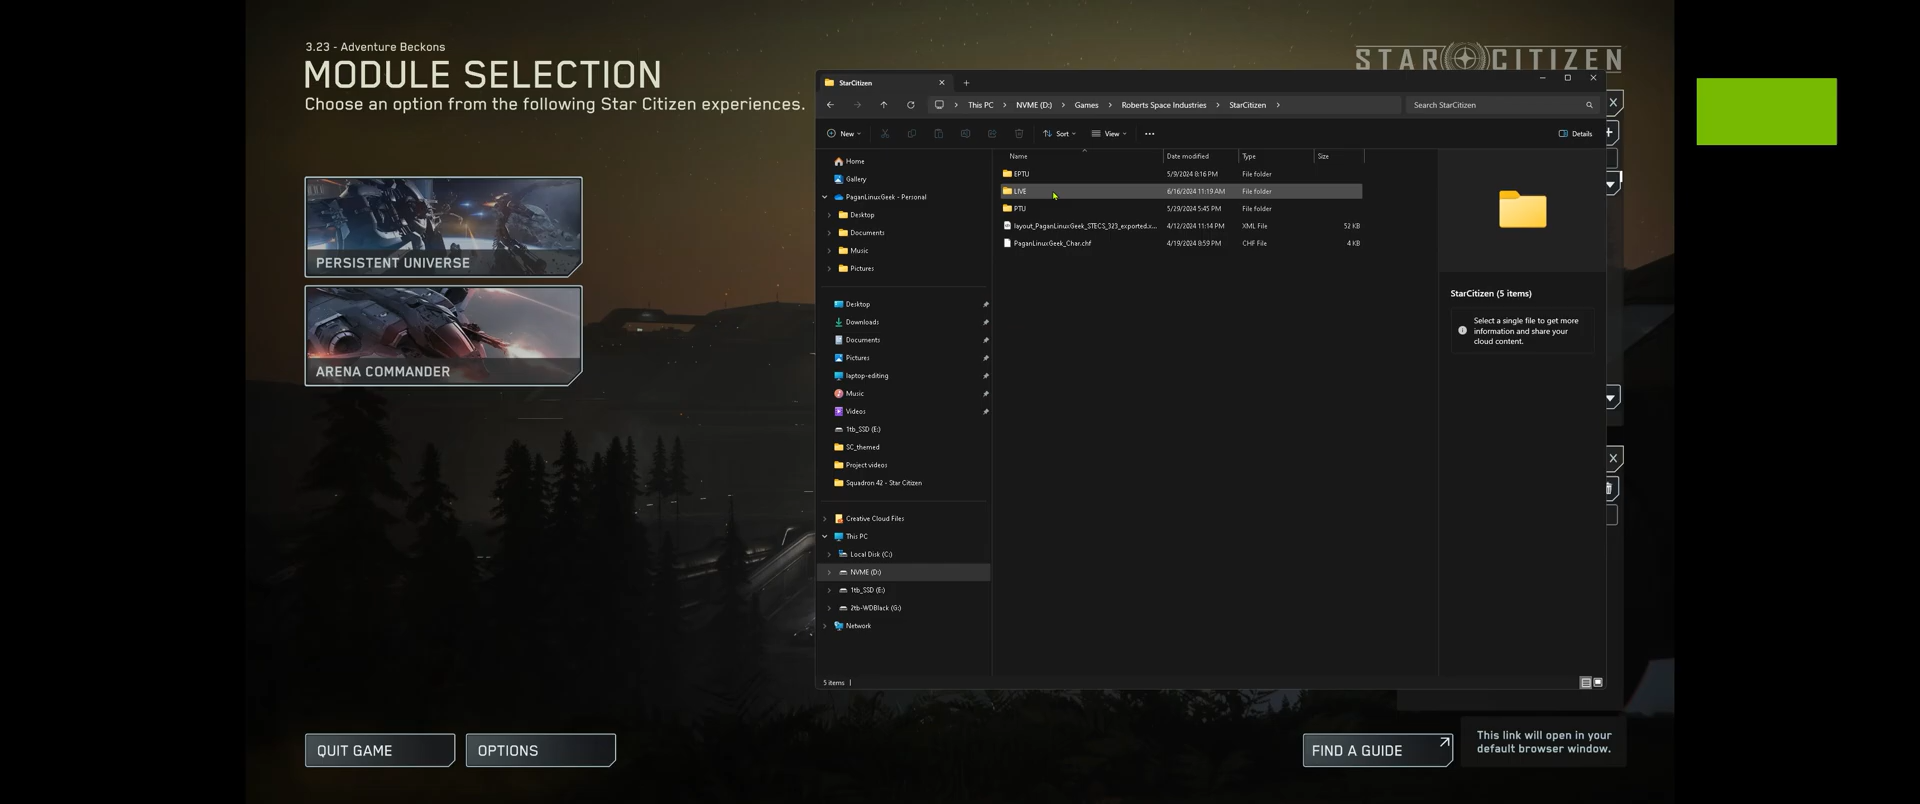 3.23 - Adventure Beckons
MODULE SELECTION
Choose an option from the following Star Citizen experiences.
STAR CITIZEN
PERSISTENT UNIVERSE
ARENA COMMANDER
QUIT GAME
OPTIONS
FIND A GUIDE
This link will open in your
default browser window.
StarCitizen
This PC > NVME (D:) > Games > Roberts Space Industries > StarCitizen >
Search StarCitizen
New
Sort
View
Details
Home
Gallery
PaganLinuxGeek - Personal
Desktop
Documents
Music
Pictures
Desktop
Downloads
Documents
Pictures
laptop-editing
Music
Videos
1tb_SSD (E:)
SC_themed
Project videos
Squadron 42 - Star Citizen
Creative Cloud Files
This PC
Local Disk (C:)
NVME (D:)
1tb_SSD (E:)
2tb-WDBlack (G:)
Network
Name Date modified Type Size
EPTU 5/9/2024 8:16 PM File folder
LIVE 6/16/2024 11:19 AM File folder
PTU 5/29/2024 5:45 PM File folder
layout_PaganLinuxGeek_STECS_323_exported.x... 4/12/2024 11:14 PM XML File 52 KB
PaganLinuxGeek_Char.chf 4/19/2024 8:59 PM CHF File 4 KB
StarCitizen (5 items)
Select a single file to get more
information and share your
cloud content.
5 items